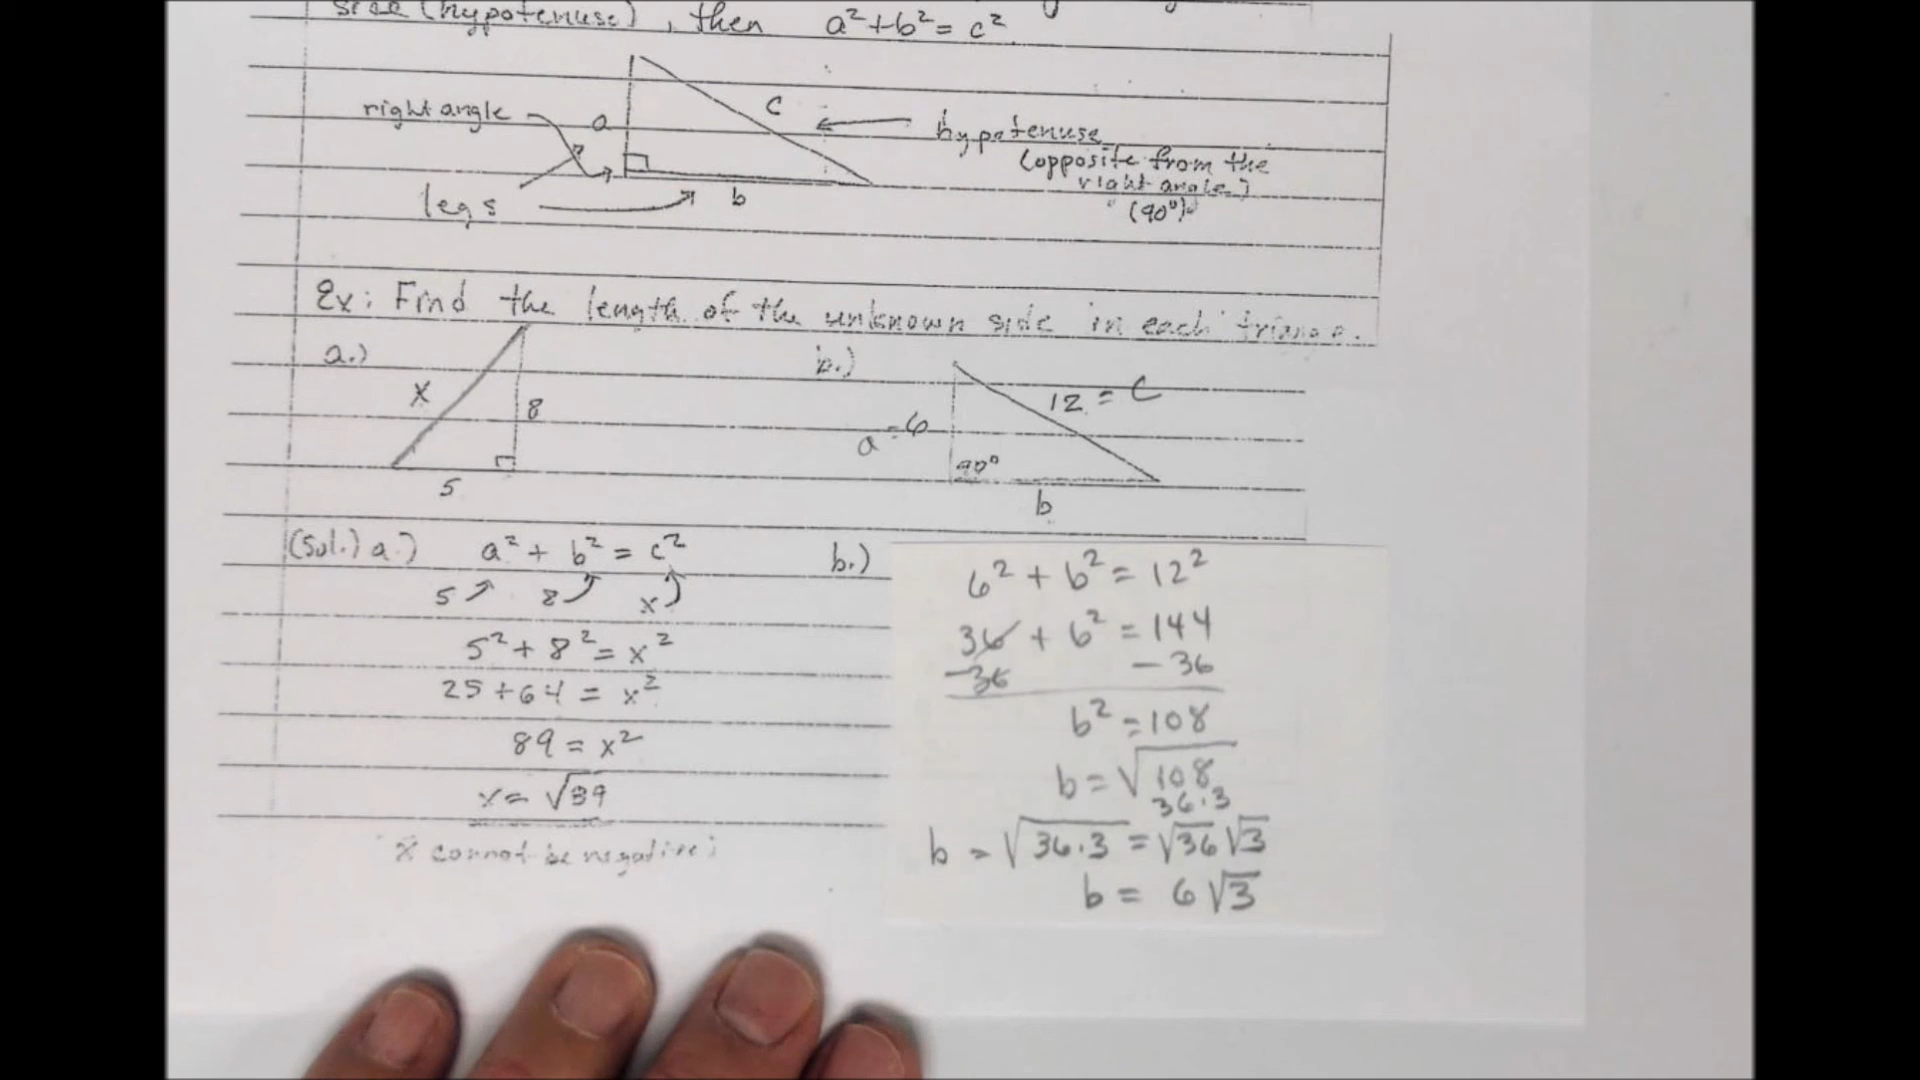 side (hypotenuse), then a² + b² = c²
right angle
a
c
hypotenuse
(opposite from the
right angle)
(90°)
legs
b
Ex: Find the length of the unknown side in each
a.)
x
8
5
b.)
12 = C
a = 6
90°
b
(Sol.) a.) a² + b² = c²
5 8 x
5² + 8² = x²
25 + 64 = x²
89 = x²
x = √89
x cannot be negative
b.)
6² + b² = 12²
36 + b² = 144
-36 -36
b² = 108
b = √108
36·3
b = √36·3 = √36 √3
b = 6√3